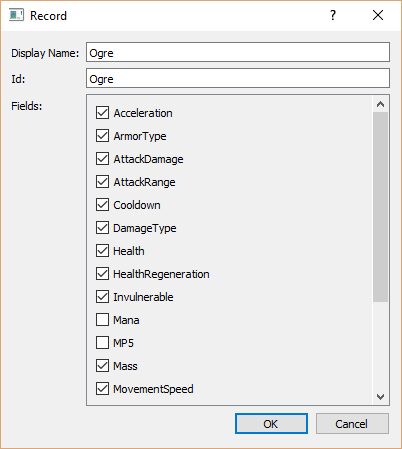 Record
?
Display Name: Ogre
Id: Ogre
Fields:
Acceleration
ArmorType
AttackDamage
AttackRange
Cooldown
DamageType
Health
HealthRegeneration
Invulnerable
Mana
MP5
Mass
MovementSpeed
OK Cancel